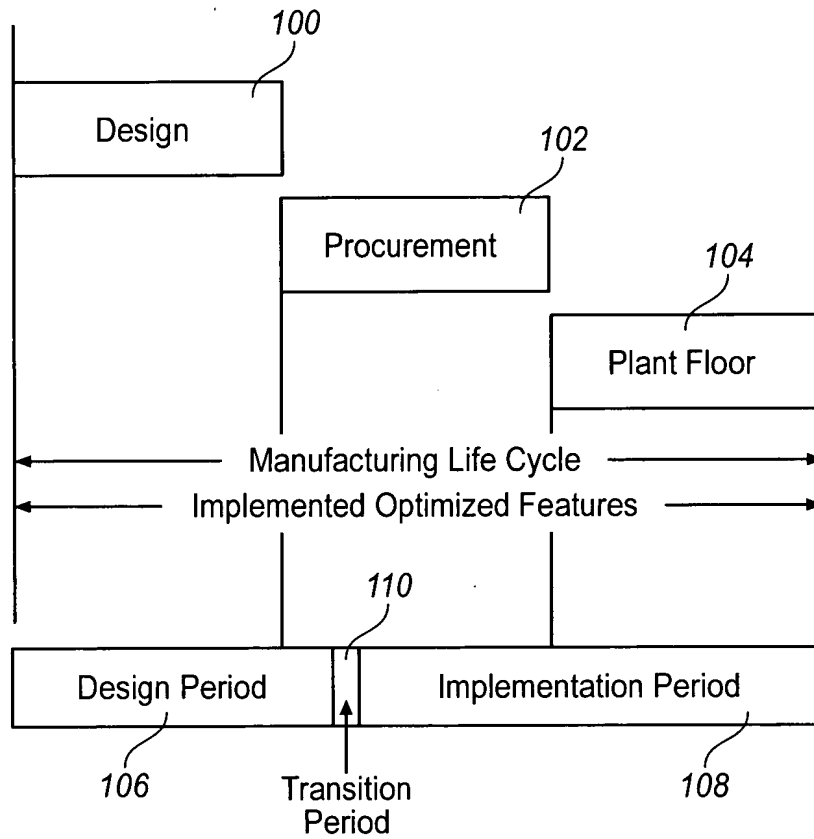 100
Design
102
Procurement
104
Plant Floor
Manufacturing Life Cycle
Implemented Optimized Features
110
Design Period
Implementation Period
106
Transition
Period
108